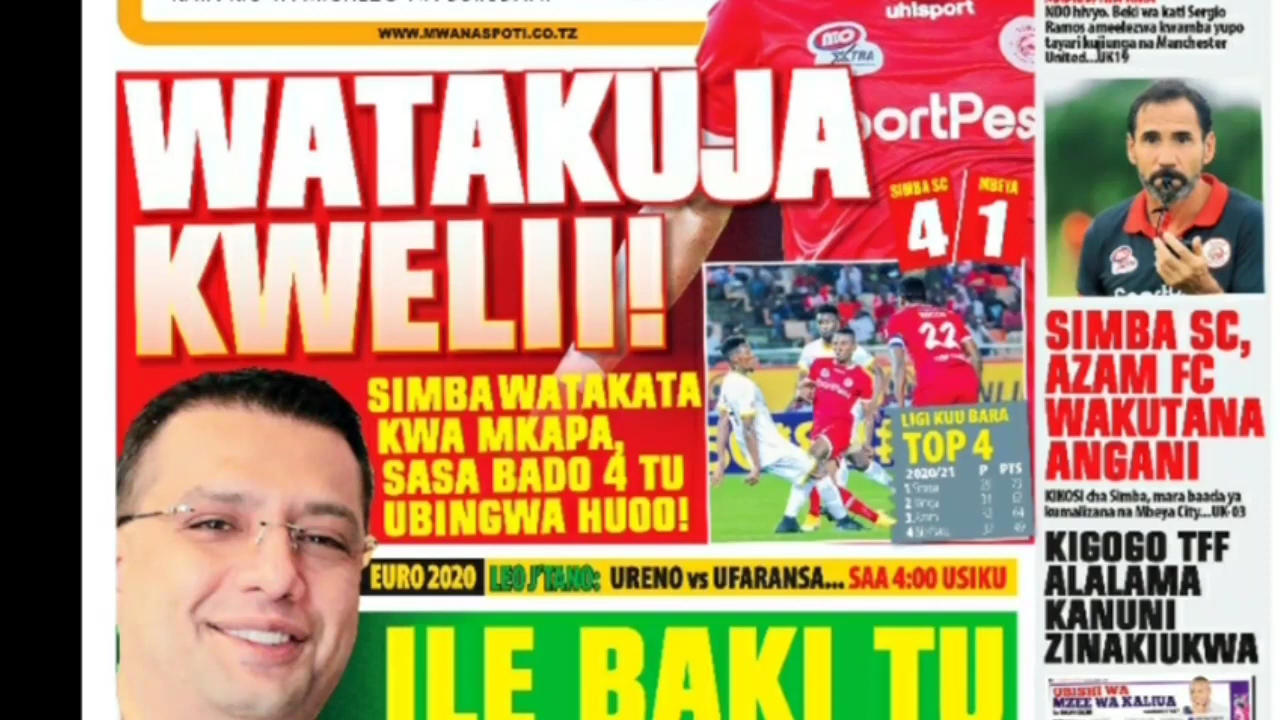 WWW.MWANASPOTI.CO.TZ
WATAKUJA
KWELII!
SIMBA WATAKATA
KWA MKAPA,
SASA BADO 4 TU
UBINGWA HUOO!
uhlsport
MO
XTRA
portPes
SIMBA SC
4
MBEYA
1
22
LIGI KUU BARA
TOP 4
2020/21 P PTS
EURO 2020 LEO J'TANO: URENO vs UFARANSA... SAA 4:00 USIKU
ILE BAKI TU
NDO hivyo. Beki wa kati Sergio
Ramos ameelezwa kwamba yupo
tayari kujiunga na Manchester
United...UK19
SIMBA SC,
AZAM FC
WAKUTANA
ANGANI
KIKOSI cha Simba, mara baada ya
kumalizana na Mbeya City...UK-03
KIGOGO TFF
ALALAMA
KANUNI
ZINAKIUKWA
UBISHI WA
MZEE WA KALIUA